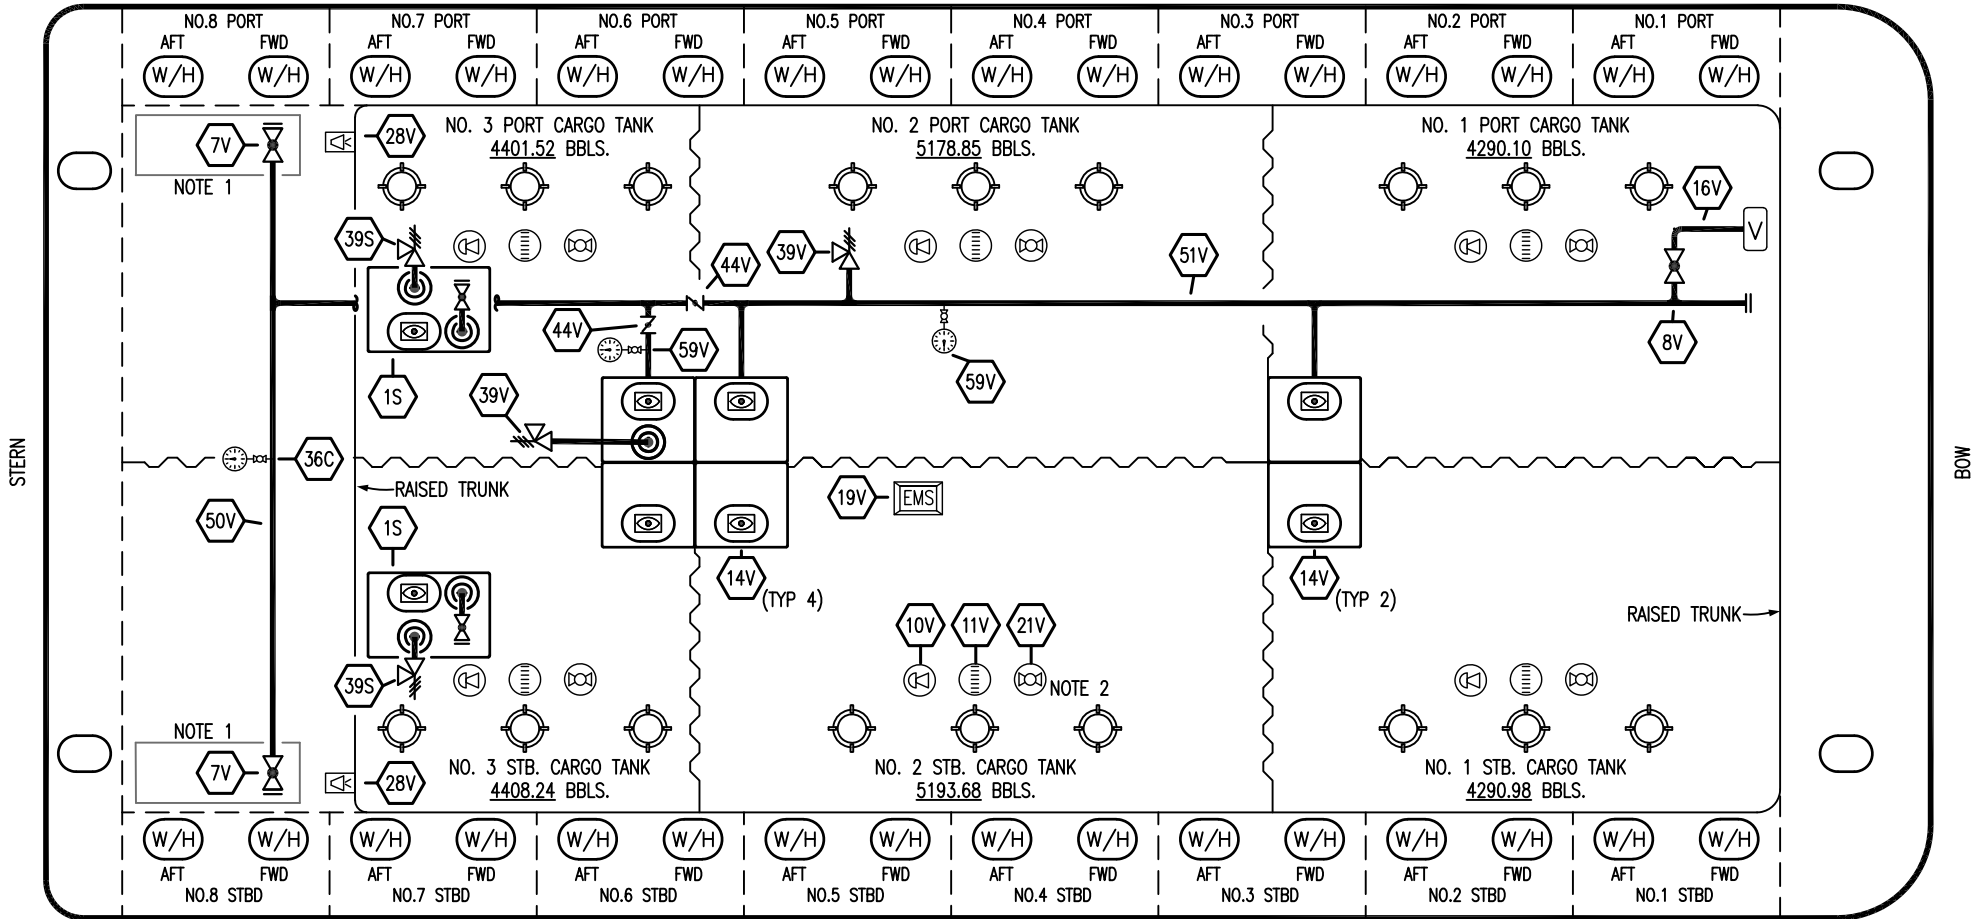 NO.8 PORT NO.7 PORT NO.6 PORT NO.5 PORT NO.4 PORT NO.3 PORT NO.2 PORT NO.1 PORT
AFT FWD AFT FWD AFT FWD AFT FWD AFT FWD AFT FWD AFT FWD AFT FWD
W/H W/H W/H W/H W/H W/H W/H W/H W/H W/H W/H W/H W/H W/H W/H W/H
7V
NOTE 1
28V
NO. 3 PORT CARGO TANK
4401.52 BBLS.
NO. 2 PORT CARGO TANK
5178.85 BBLS.
NO. 1 PORT CARGO TANK
4290.10 BBLS.
16V
V
39S
44V
39V
51V
44V
59V
59V
8V
1S
39V
STERN
36C
RAISED TRUNK
50V
1S
19V
EMS
BOW
14V
(TYP 4)
14V
(TYP 2)
RAISED TRUNK
10V 11V 21V
NOTE 2
39S
NOTE 1
7V
28V
NO. 3 STB. CARGO TANK
4408.24 BBLS.
NO. 2 STB. CARGO TANK
5193.68 BBLS.
NO. 1 STB. CARGO TANK
4290.98 BBLS.
W/H W/H W/H W/H W/H W/H W/H W/H W/H W/H W/H W/H W/H W/H W/H W/H
AFT FWD AFT FWD AFT FWD AFT FWD AFT FWD AFT FWD AFT FWD AFT FWD
NO.8 STBD NO.7 STBD NO.6 STBD NO.5 STBD NO.4 STBD NO.3 STBD NO.2 STBD NO.1 STBD